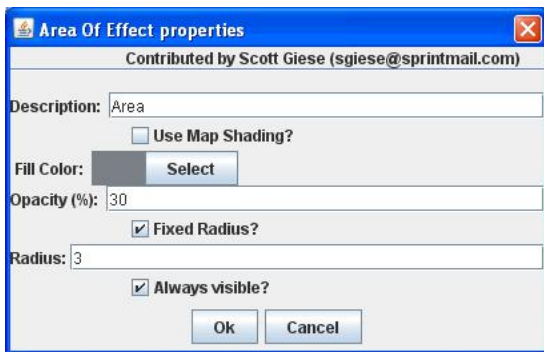 Area Of Effect properties
Contributed by Scott Giese (sgiese@sprintmail.com)
Description: Area
Use Map Shading?
Fill Color: Select
Opacity (%): 30
Fixed Radius?
Radius: 3
Always visible?
Ok Cancel